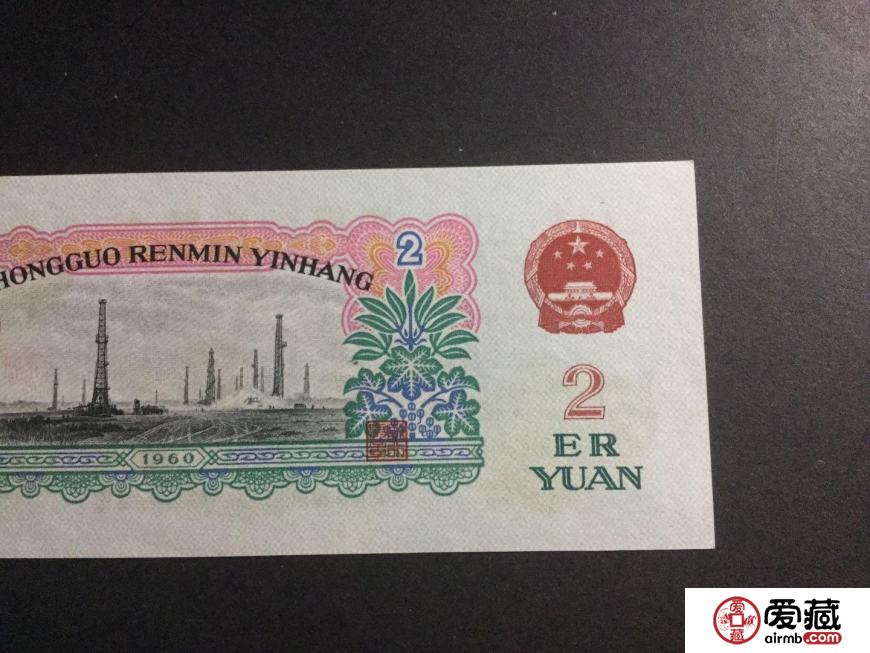 HONGGUO RENMIN YINHANG
2
1960
2
ER
YUAN
爱藏
airmb.com